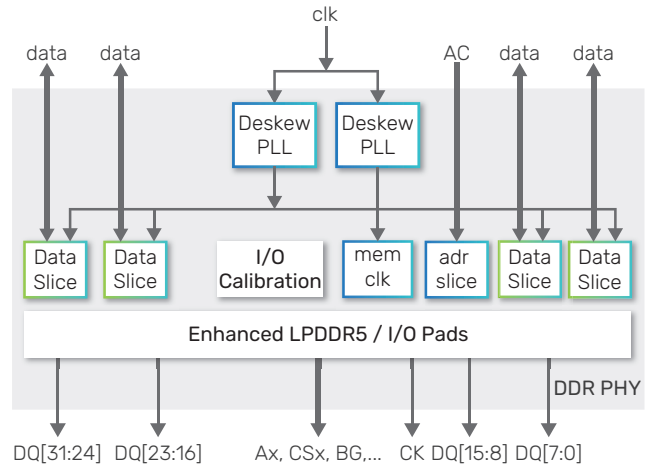 clk
data
data
AC
data
data
Deskew
PLL
Deskew
PLL
Data
Slice
Data
Slice
I/O
Calibration
mem
clk
adr
slice
Data
Slice
Data
Slice
Enhanced LPDDR5 / I/O Pads
DDR PHY
DQ[31:24]
DQ[23:16]
Ax, CSx, BG,...
CK
DQ[15:8]
DQ[7:0]